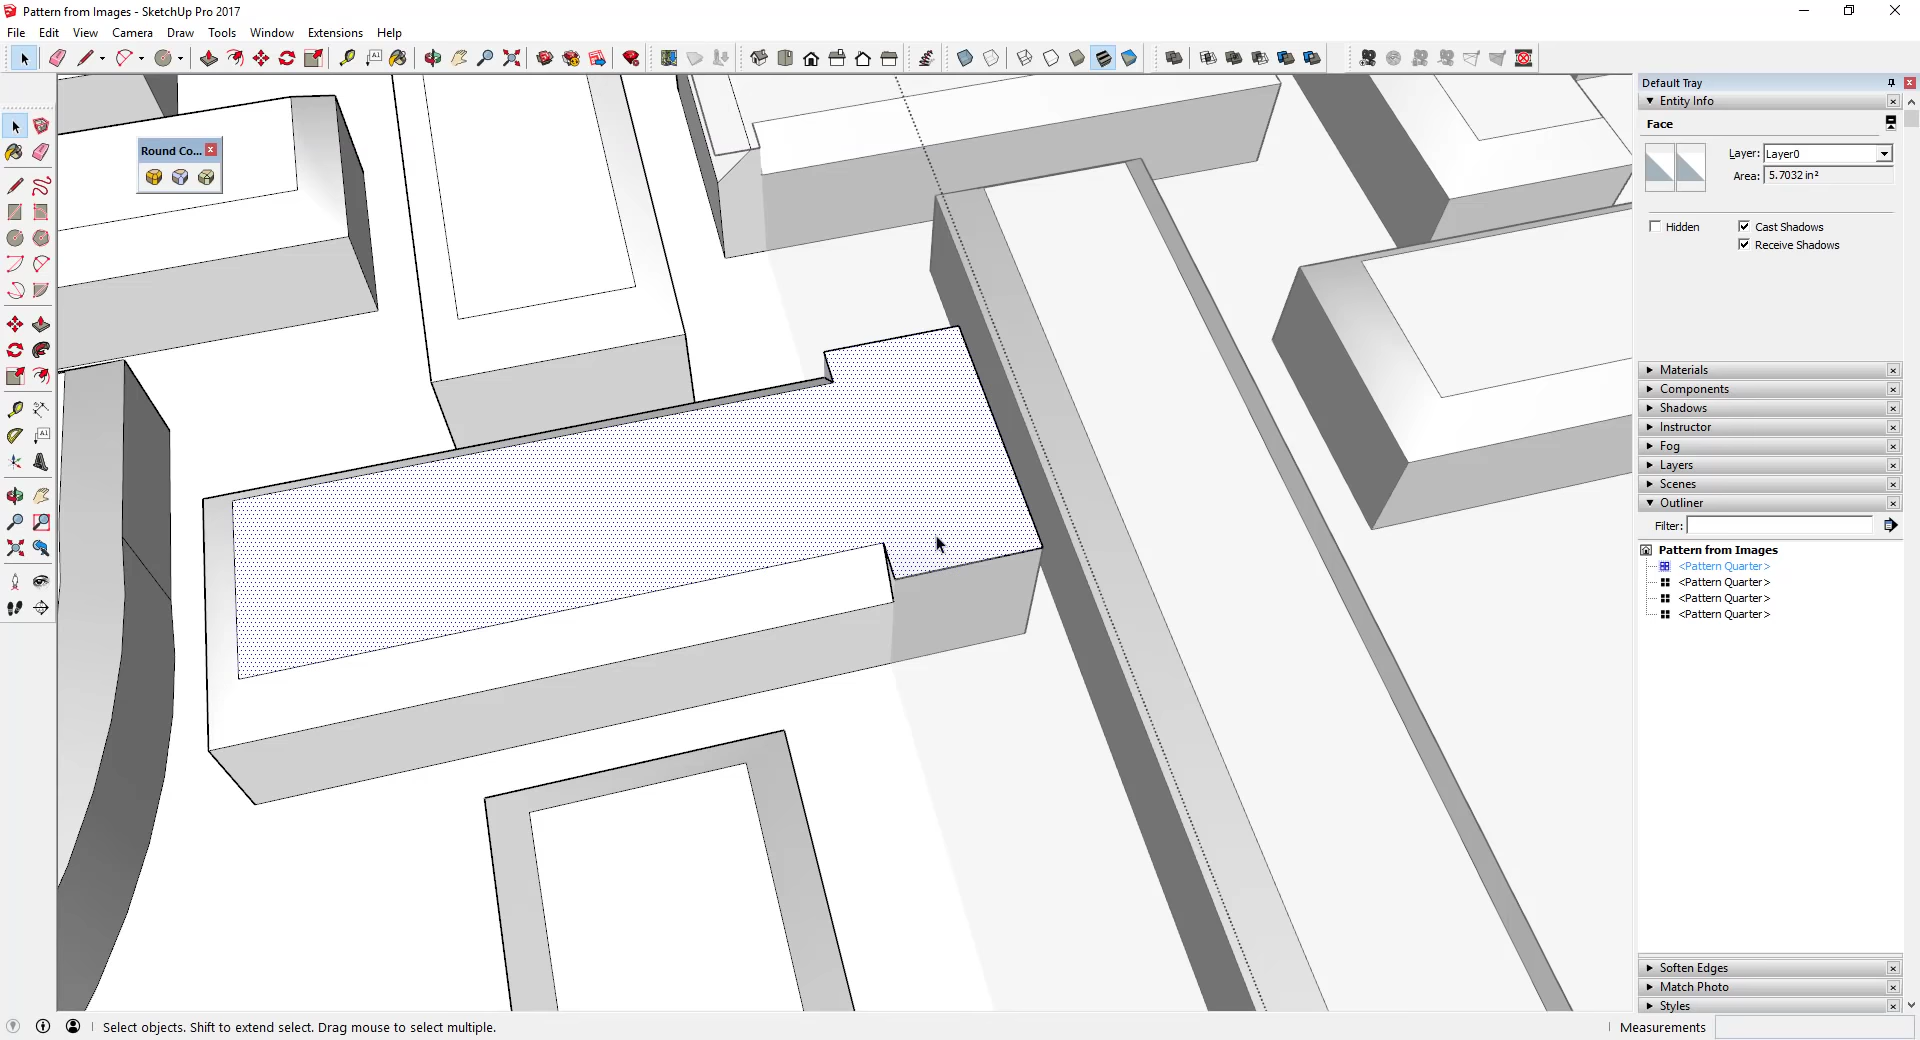 Pattern from Images - SketchUp Pro 2017
File Edit View Camera Draw Tools Window Extensions Help
Default Tray
Entity Info
Face
Layer: Layer0
Area: 5.7032 in²
Hidden Cast Shadows
Receive Shadows
Round Co...
Materials
Components
Shadows
Instructor
Fog
Layers
Scenes
Outliner
Filter:
Pattern from Images
<Pattern Quarter>
<Pattern Quarter>
<Pattern Quarter>
<Pattern Quarter>
Soften Edges
Match Photo
Styles
Select objects. Shift to extend select. Drag mouse to select multiple.
Measurements